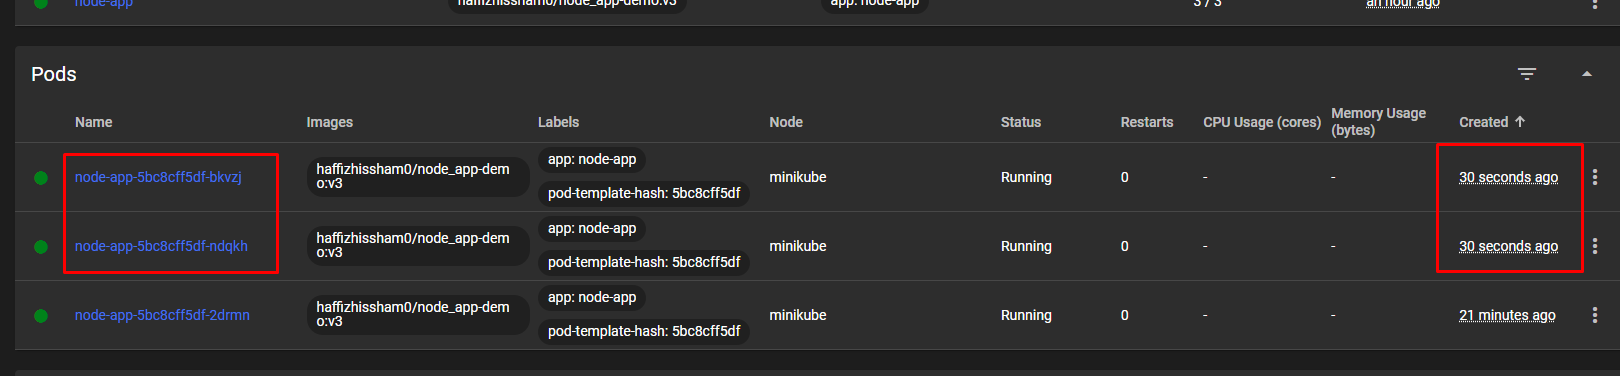 node-app haffizhissham0/node_app-demo:v3 app: node-app 3 / 3 an hour ago
Pods
Name Images Labels Node Status Restarts CPU Usage (cores) Memory Usage (bytes) Created
node-app-5bc8cff5df-bkvzj haffizhissham0/node_app-dem
o:v3 app: node-app
pod-template-hash: 5bc8cff5df minikube Running 0 - - 30 seconds ago
node-app-5bc8cff5df-ndqkh haffizhissham0/node_app-dem
o:v3 app: node-app
pod-template-hash: 5bc8cff5df minikube Running 0 - - 30 seconds ago
node-app-5bc8cff5df-2drmn haffizhissham0/node_app-dem
o:v3 app: node-app
pod-template-hash: 5bc8cff5df minikube Running 0 - - 21 minutes ago